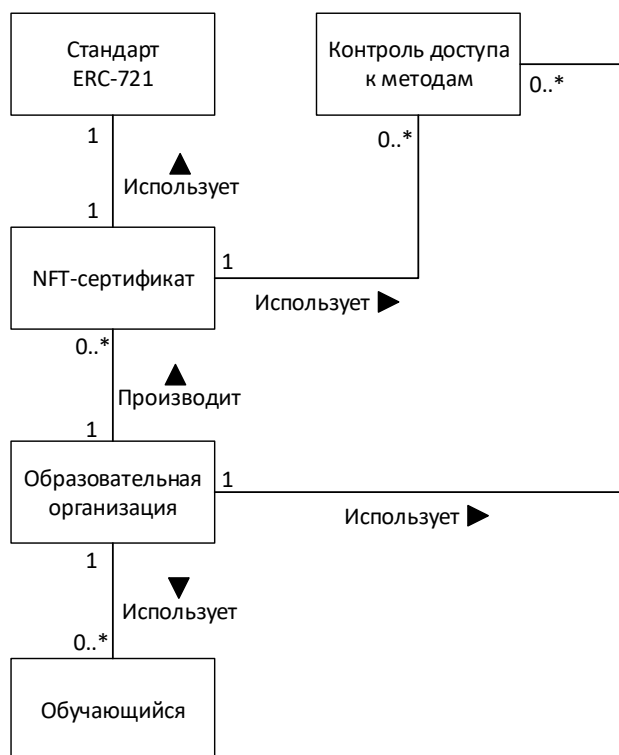 Стандарт
ERC-721
Контроль доступа
к методам
0..*
1
0..*
Использует
1
NFT-сертификат
1
Использует
0..*
Производит
1
Образовательная
организация
1
Использует
1
Использует
0..*
Обучающийся